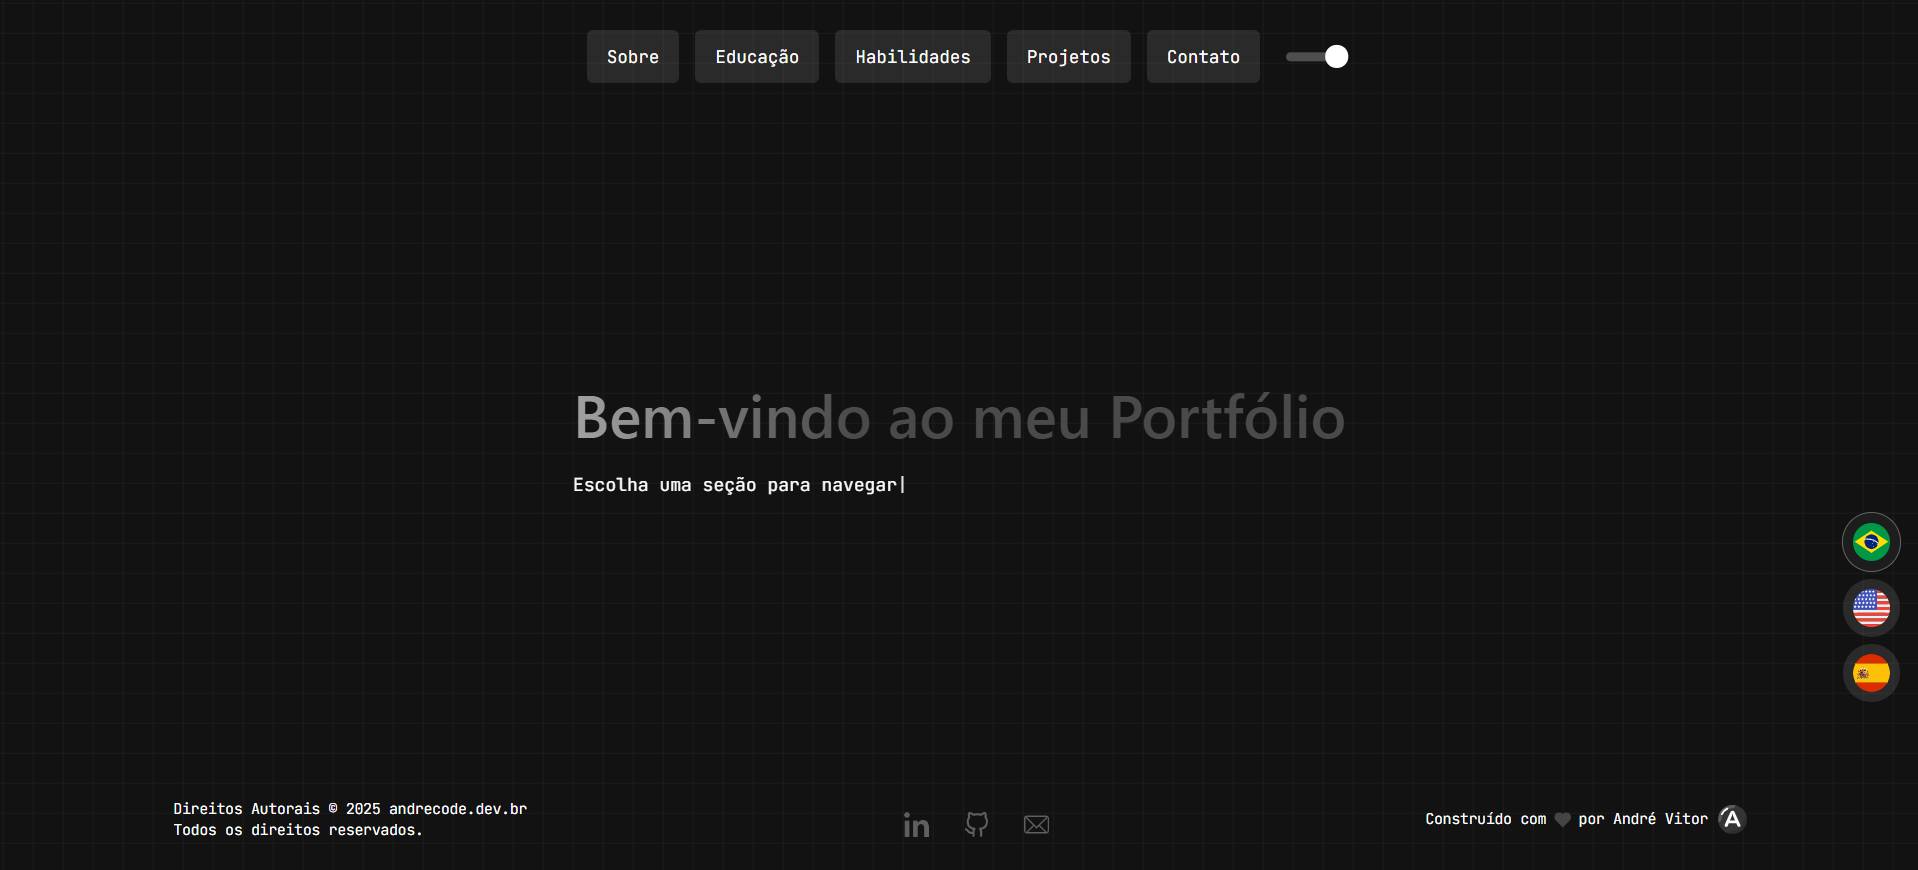 Sobre
Educação
Habilidades
Projetos
Contato
Bem-vindo ao meu Portfólio
Escolha uma seção para navegar|
Direitos Autorais © 2025 andrecode.dev.br
Todos os direitos reservados.
in
Construído com ♥ por André Vitor
A